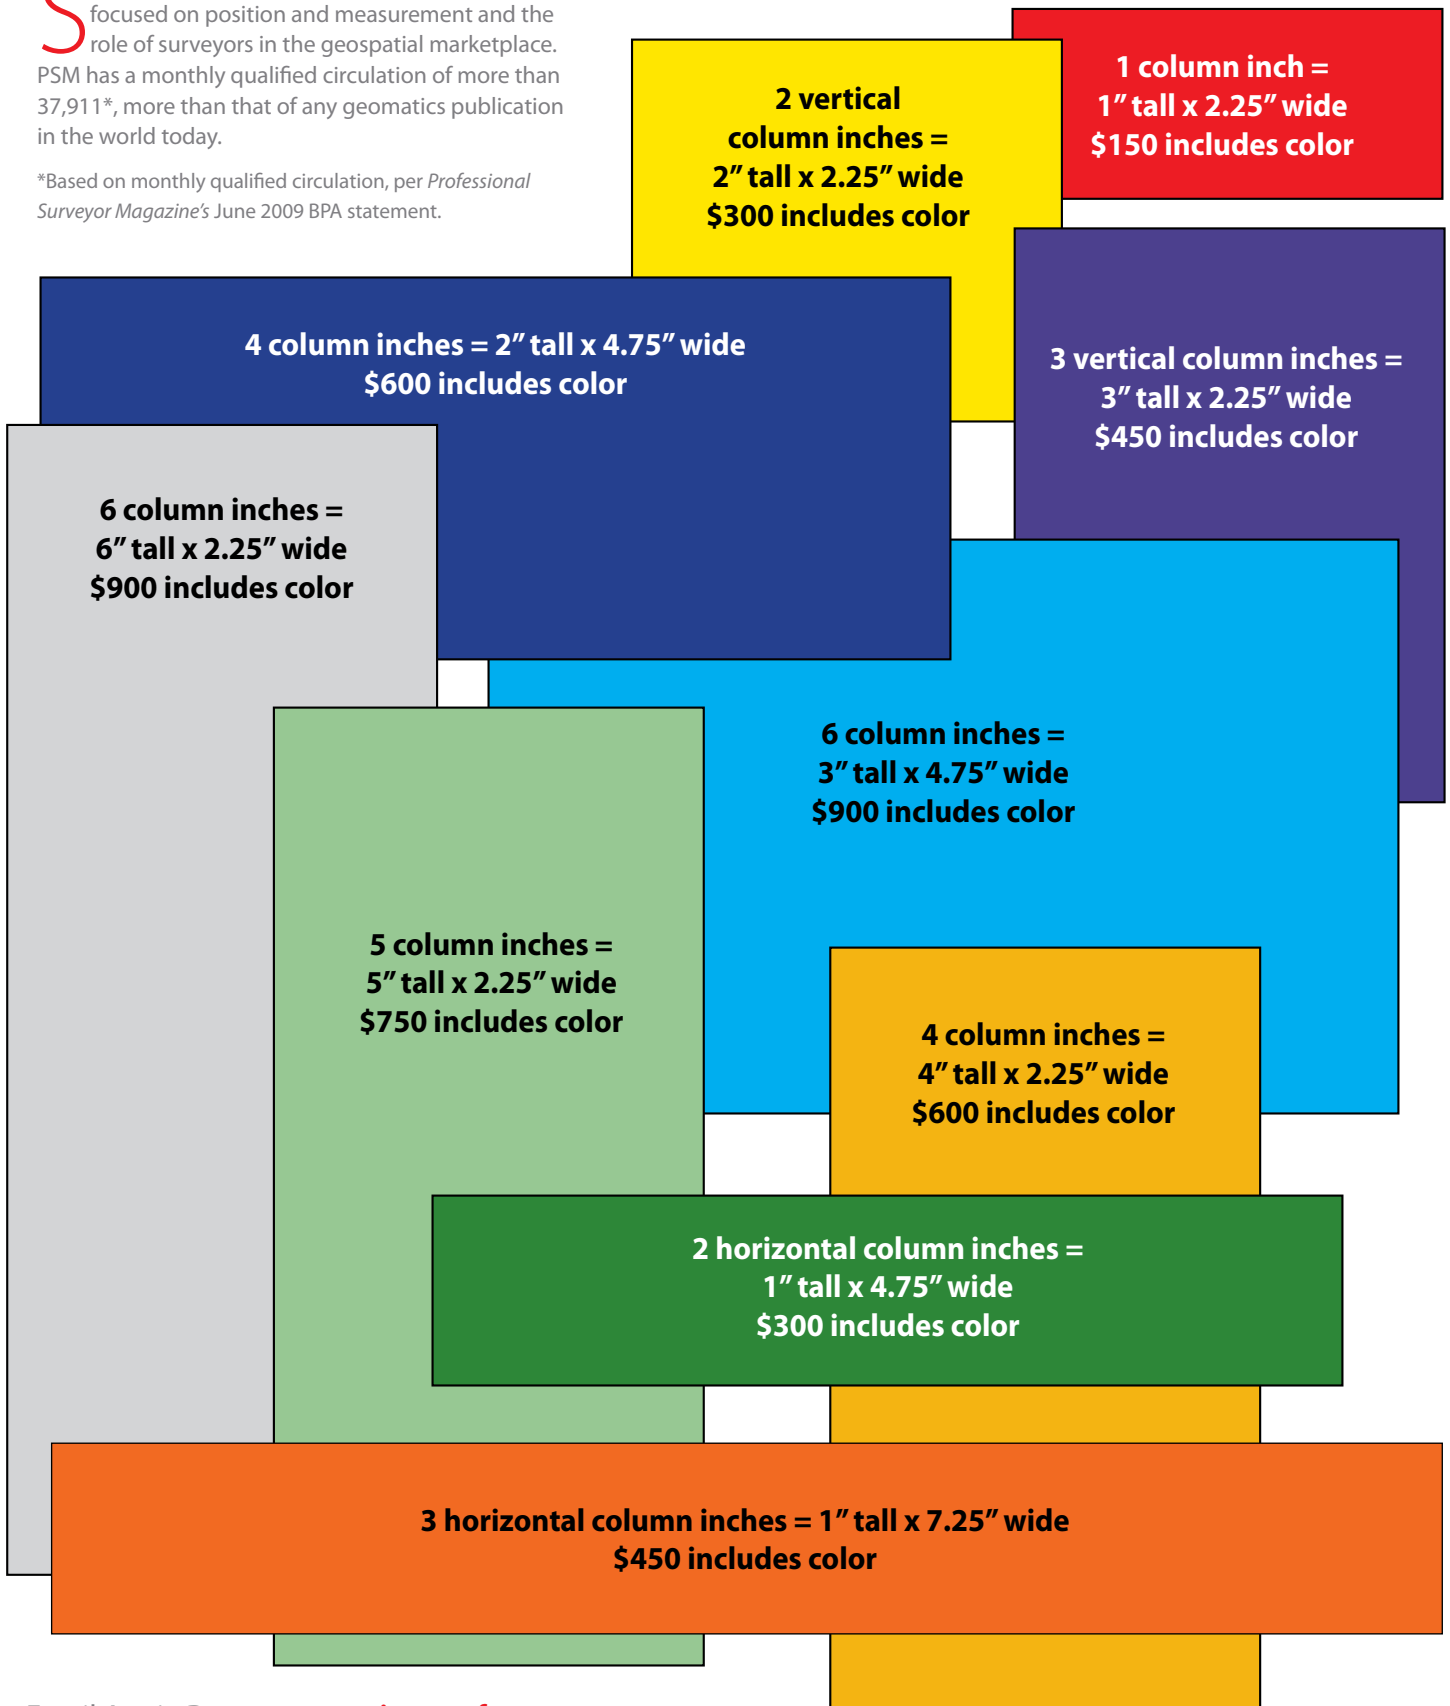 S focused on position and measurement and the
role of surveyors in the geospatial marketplace.
PSM has a monthly qualified circulation of more than
37,911*, more than that of any geomatics publication
in the world today.
*Based on monthly qualified circulation, per Professional
Surveyor Magazine's June 2009 BPA statement.
1 column inch =
1" tall x 2.25" wide
$150 includes color
2 vertical
column inches =
2" tall x 2.25" wide
$300 includes color
4 column inches = 2" tall x 4.75" wide
$600 includes color
3 vertical column inches =
3" tall x 2.25" wide
$450 includes color
6 column inches =
6" tall x 2.25" wide
$900 includes color
6 column inches =
3" tall x 4.75" wide
$900 includes color
5 column inches =
5" tall x 2.25" wide
$750 includes color
4 column inches =
4" tall x 2.25" wide
$600 includes color
2 horizontal column inches =
1" tall x 4.75" wide
$300 includes color
3 horizontal column inches = 1" tall x 7.25" wide
$450 includes color